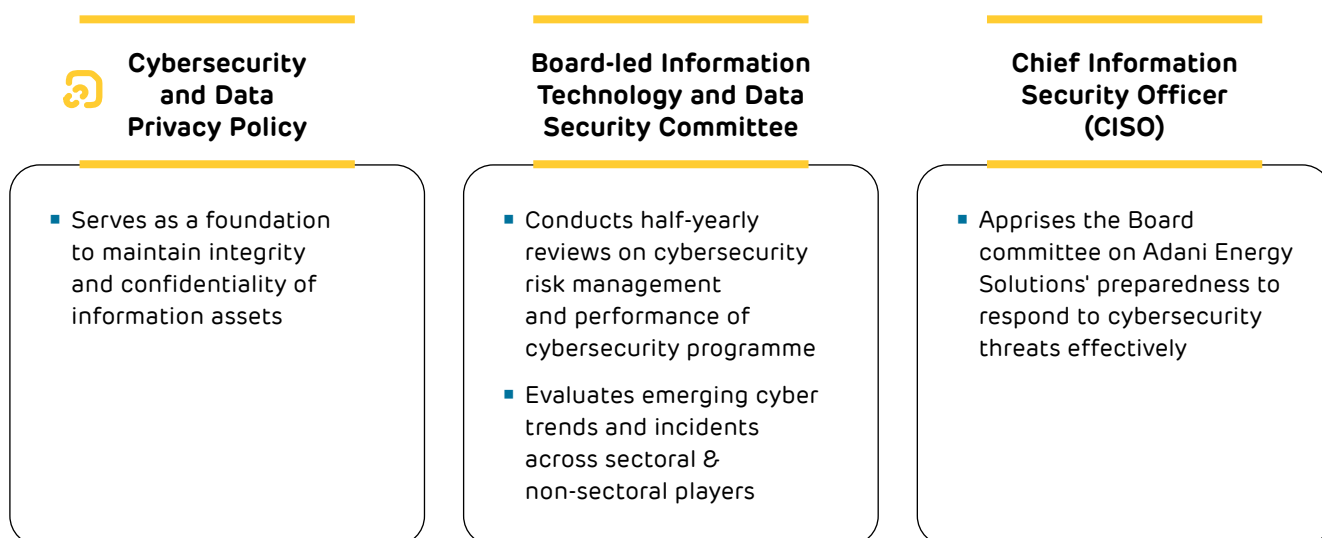 Cybersecurity
and Data
Privacy Policy
■ Serves as a foundation
to maintain integrity
and confidentiality of
information assets
Board-led Information
Technology and Data
Security Committee
■ Conducts half-yearly
reviews on cybersecurity
risk management
and performance of
cybersecurity programme
■ Evaluates emerging cyber
trends and incidents
across sectoral &
non-sectoral players
Chief Information
Security Officer
(CISO)
■ Apprises the Board
committee on Adani Energy
Solutions' preparedness to
respond to cybersecurity
threats effectively